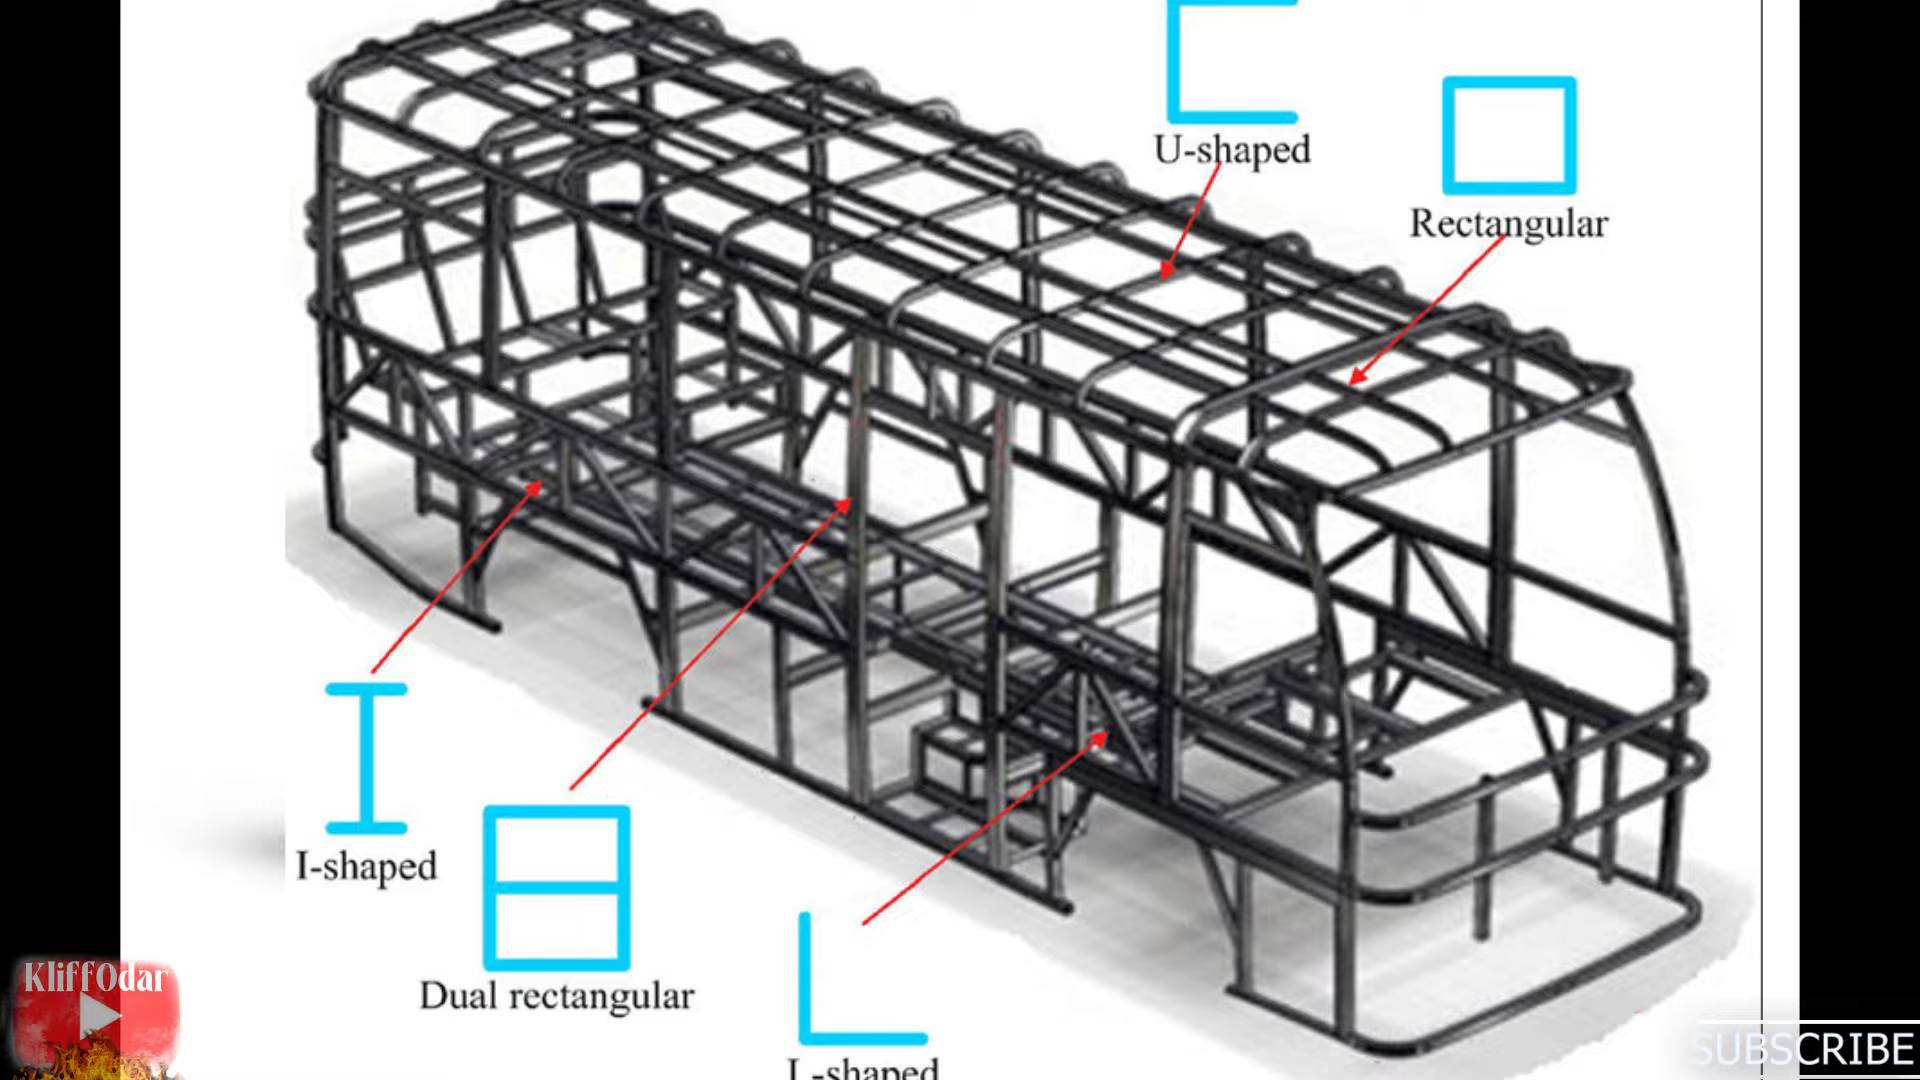 U-shaped
Rectangular
I-shaped
Dual rectangular
L-shaped
KliffOdar
SUBSCRIBE